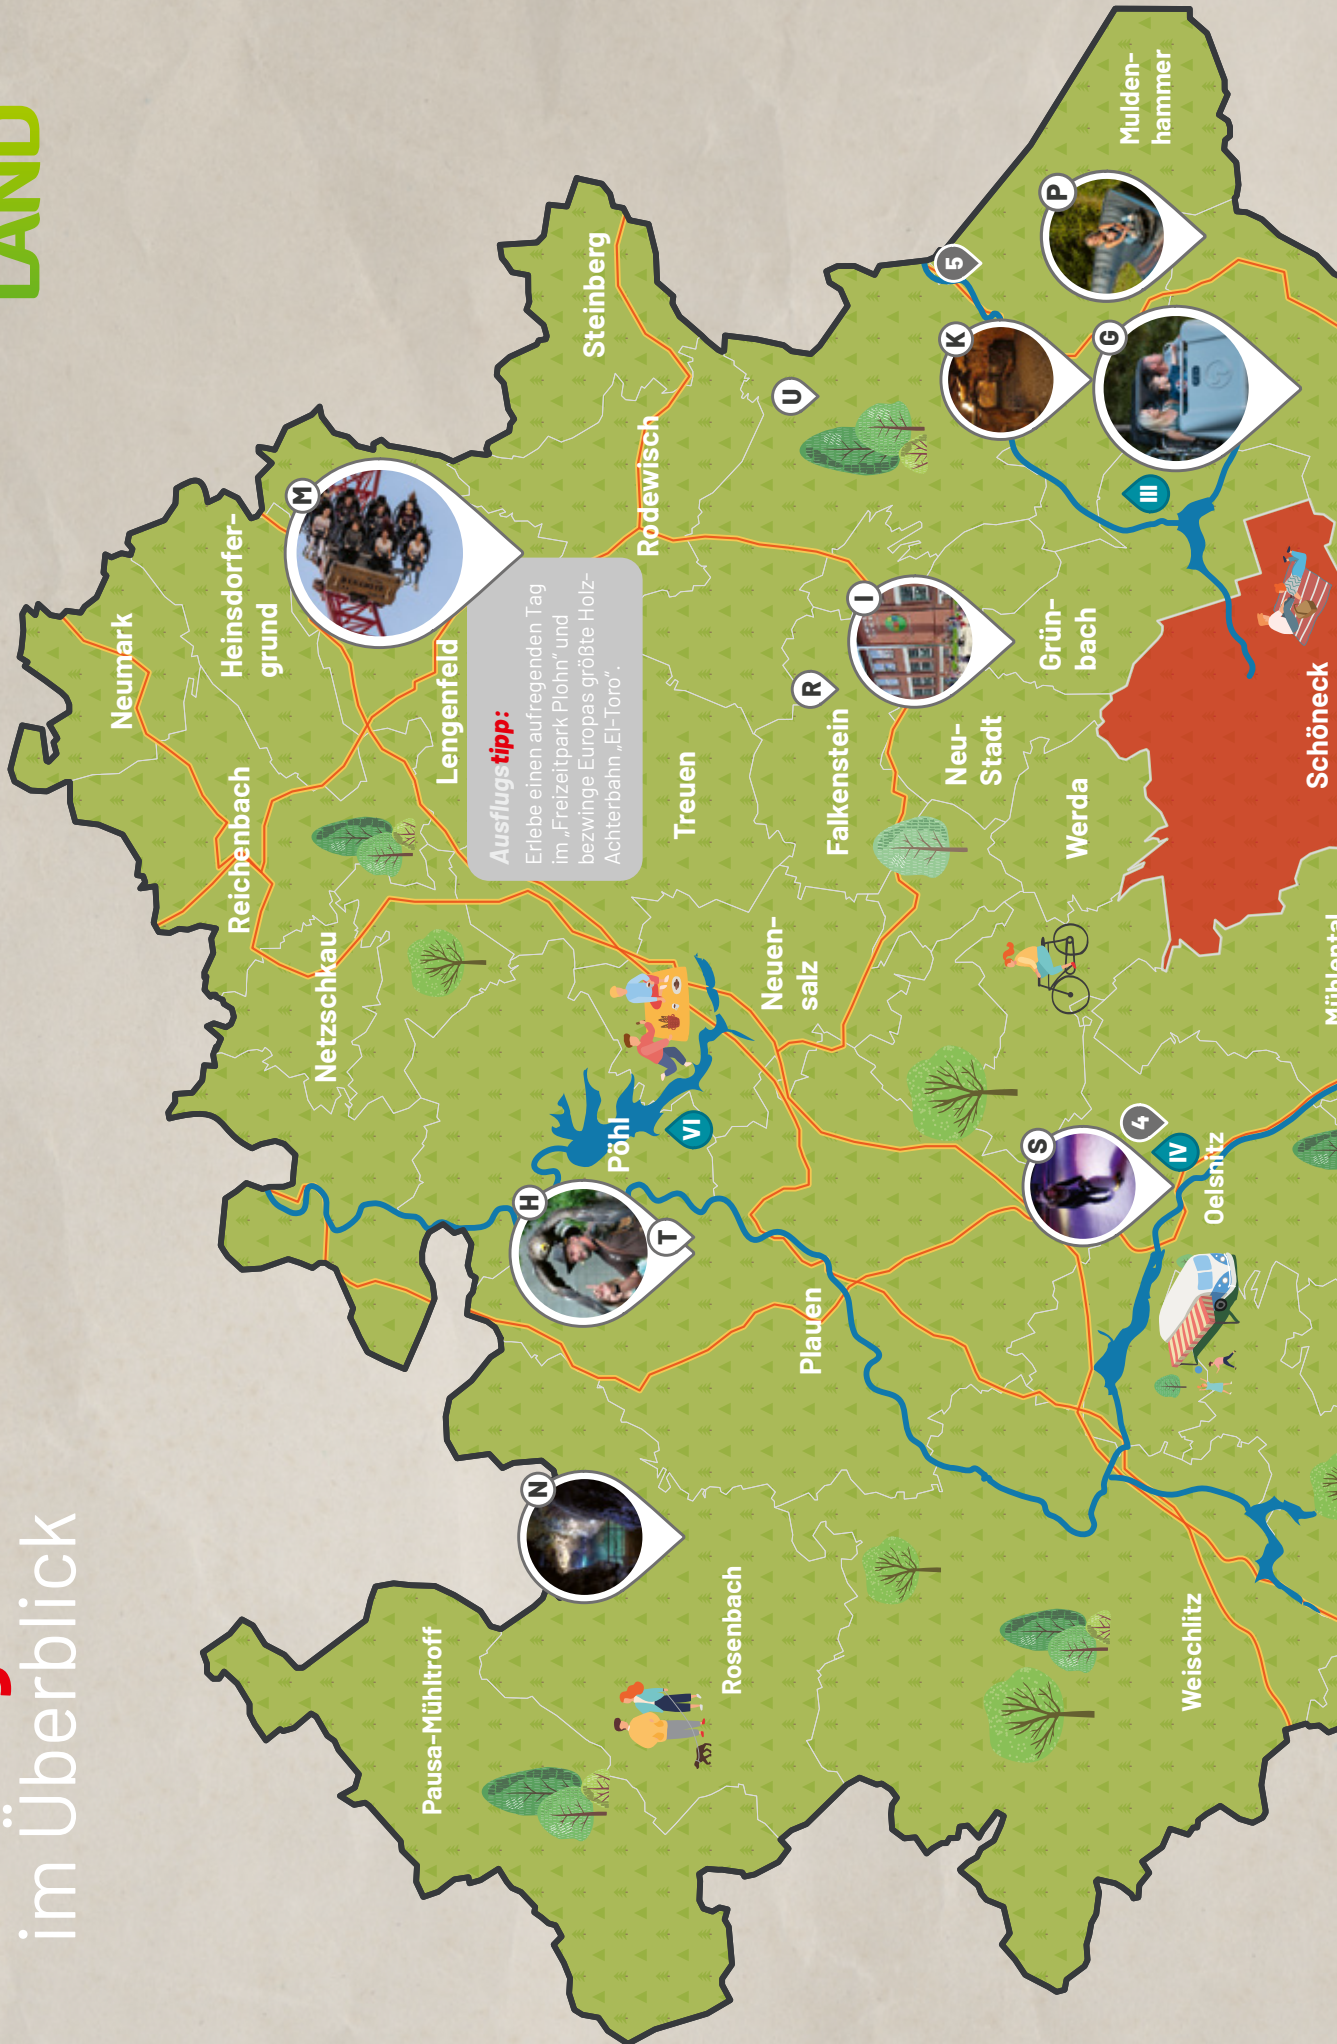 LAND
im Überblick
Neumark
Heinsdorfer-
grund
Reichenbach
Netzschkau
M
Lengenfeld
Ausflugstipp:
Erlebe einen aufregenden Tag
im „Freizeitpark Plohn“ und
bezwinge Europas größte Holz-
Achterbahn „El-Toro“.
Steinberg
Rodewisch
Pausa-Mühltroff
N
H
T
Pöhl
VI
Treuen
Rosenbach
Plauen
Neuen-
salz
U
R
Falkenstein
I
Neu-
Stadt
5
K
P
Mulden-
hammer
G
III
Grün-
bach
Werda
S
4
IV
Oelsnitz
Weischlitz
Schöneck
Mühlental